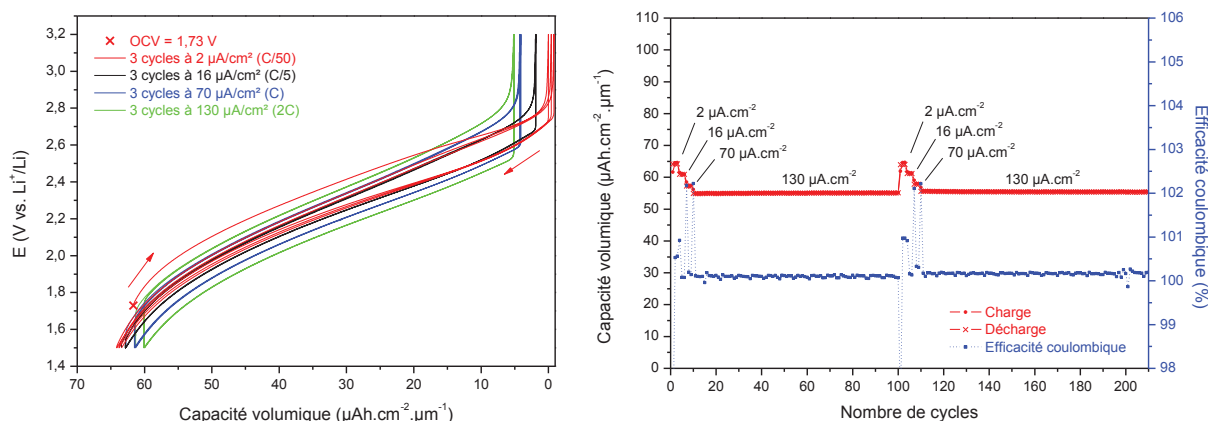 OCV = 1,73 V
3 cycles à 2 µA/cm² (C/50)
3 cycles à 16 µA/cm² (C/5)
3 cycles à 70 µA/cm² (C)
3 cycles à 130 µA/cm² (2C)
E (V vs. Li⁺/Li)
3,2
3,0
2,8
2,6
2,4
2,2
2,0
1,8
1,6
1,4
70 60 50 40 30 20 10 0
Capacité volumique (µAh.cm⁻².µm⁻¹)
Capacité volumique (µAh.cm⁻².µm⁻¹)
110
100
90
80
70
60
50
40
30
20
10
0
2 µA.cm⁻²
16 µA.cm⁻²
70 µA.cm⁻²
130 µA.cm⁻²
2 µA.cm⁻²
16 µA.cm⁻²
70 µA.cm⁻²
130 µA.cm⁻²
Charge
Décharge
Efficacité coulombique
0 20 40 60 80 100 120 140 160 180 200
Nombre de cycles
106
105
104
103
102
101
100
99
98
Efficacité coulombique
(%)